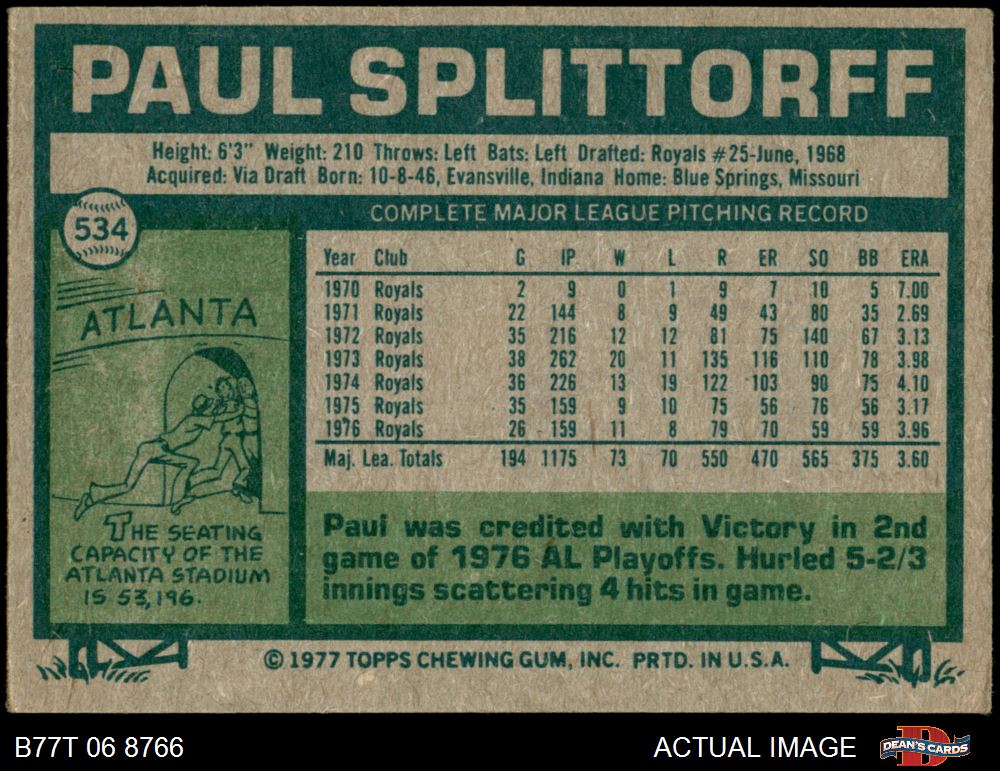 PAUL SPLITTORFF
Height: 6'3" Weight: 210 Throws: Left Bats: Left Drafted: Royals #25-June, 1968
Acquired: Via Draft Born: 10-8-46, Evansville, Indiana Home: Blue Springs, Missouri
534
COMPLETE MAJOR LEAGUE PITCHING RECORD
Year Club G IP W L R ER SO BB ERA
1970 Royals 2 9 0 1 9 7 10 5 7.00
1971 Royals 22 144 8 9 49 43 80 35 2.69
1972 Royals 35 216 12 12 81 75 140 67 3.13
1973 Royals 38 262 20 11 135 116 110 78 3.98
1974 Royals 36 226 13 19 122 103 90 75 4.10
1975 Royals 35 159 9 10 75 56 76 56 3.17
1976 Royals 26 159 11 8 79 70 59 59 3.96
Maj. Lea. Totals 194 1175 73 70 550 470 565 375 3.60
ATLANTA
THE SEATING
CAPACITY OF THE
ATLANTA STADIUM
IS 53,196.
Paul was credited with Victory in 2nd
game of 1976 AL Playoffs. Hurled 5-2/3
innings scattering 4 hits in game.
© 1977 TOPPS CHEWING GUM, INC. PRTD. IN U.S.A.
B77T 06 8766
ACTUAL IMAGE
DEAN'S CARDS